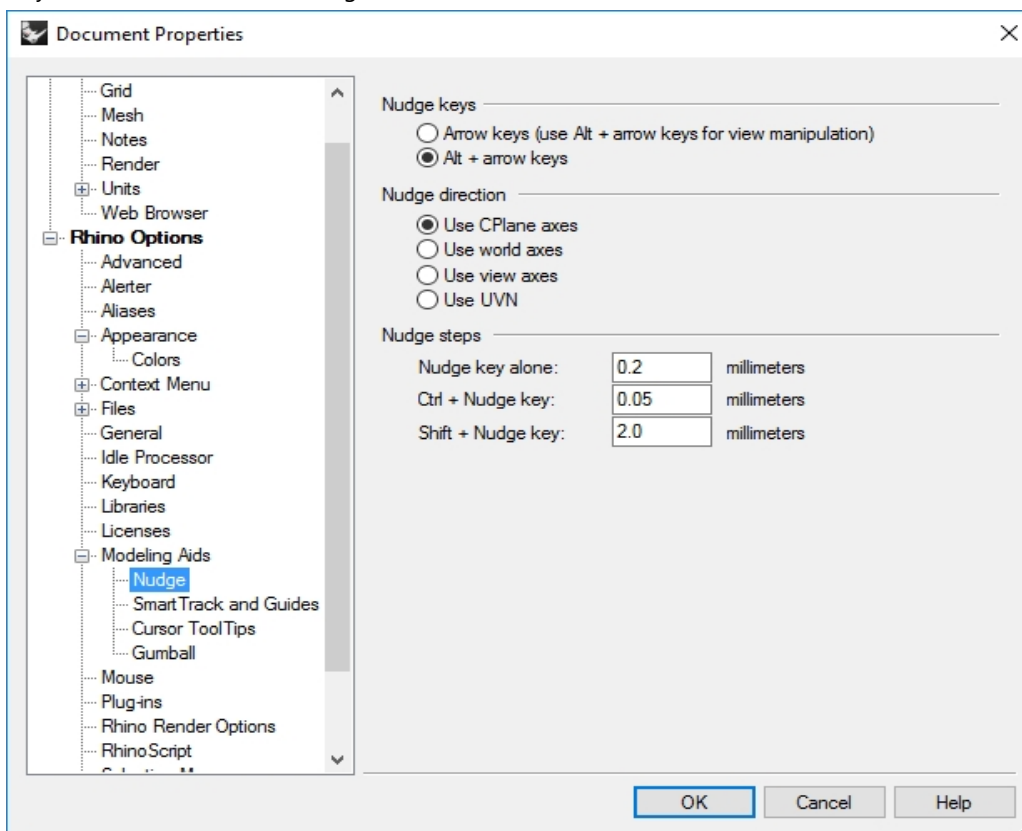 Document Properties
Grid
Mesh
Notes
Render
Units
Web Browser
Rhino Options
Advanced
Alerter
Aliases
Appearance
Colors
Context Menu
Files
General
Idle Processor
Keyboard
Libraries
Licenses
Modeling Aids
Nudge
SmartTrack and Guides
Cursor ToolTips
Gumball
Mouse
Plug-ins
Rhino Render Options
RhinoScript
Nudge keys
Arrow keys (use Alt + arrow keys for view manipulation)
Alt + arrow keys
Nudge direction
Use CPlane axes
Use world axes
Use view axes
Use UVN
Nudge steps
Nudge key alone: 0.2 millimeters
Ctrl + Nudge key: 0.05 millimeters
Shift + Nudge key: 2.0 millimeters
OK Cancel Help